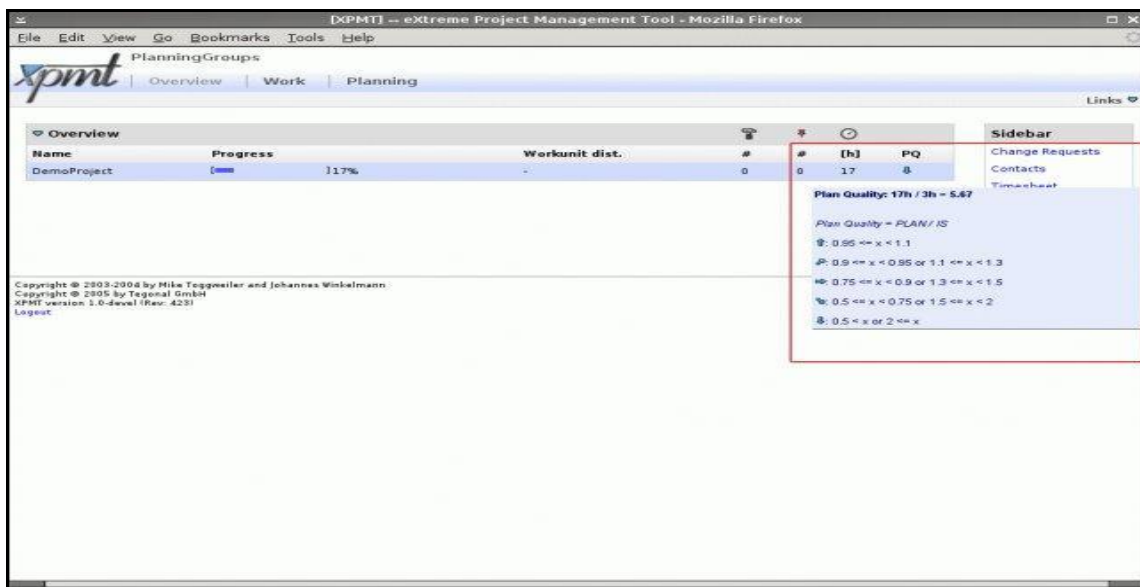 [XPMT] -- eXtreme Project Management Tool - Mozilla Firefox
File Edit View Go Bookmarks Tools Help
PlanningGroups
xpmt | Overview | Work | Planning
Links
Overview
Sidebar
Name Progress Workunit dist. # # [h] PQ
Change Requests
DemoProject [ ]17% - 0 0 17
Contacts
Timesheet
Plan Quality: 17h / 3h = 5.67
Plan Quality = PLAN / IS
: 0.95 <= x < 1.1
: 0.9 <= x < 0.95 or 1.1 <= x < 1.3
: 0.75 <= x < 0.9 or 1.3 <= x < 1.5
: 0.5 <= x < 0.75 or 1.5 <= x < 2
: 0.5 < x or 2 <= x
Copyright © 2003-2004 by Mike Toggweiler and Johannes Winkelmann
Copyright © 2005 by Tegonal GmbH
XPMT version 1.0-devel (Rev: 423)
Logout